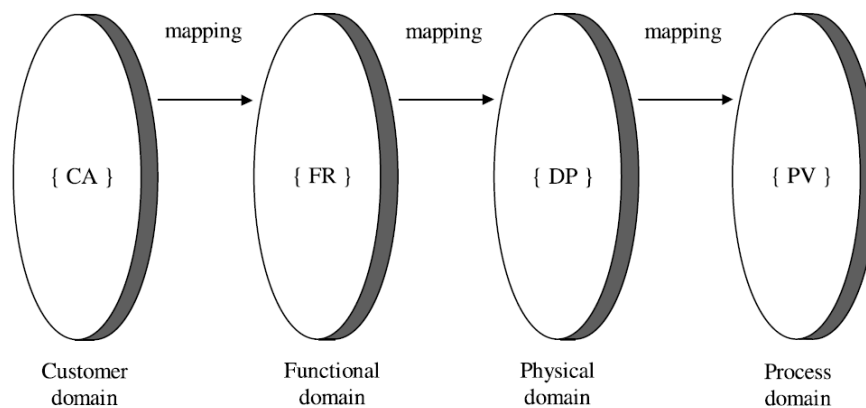 mapping
mapping
mapping
{ CA }
{ FR }
{ DP }
{ PV }
Customer
domain
Functional
domain
Physical
domain
Process
domain